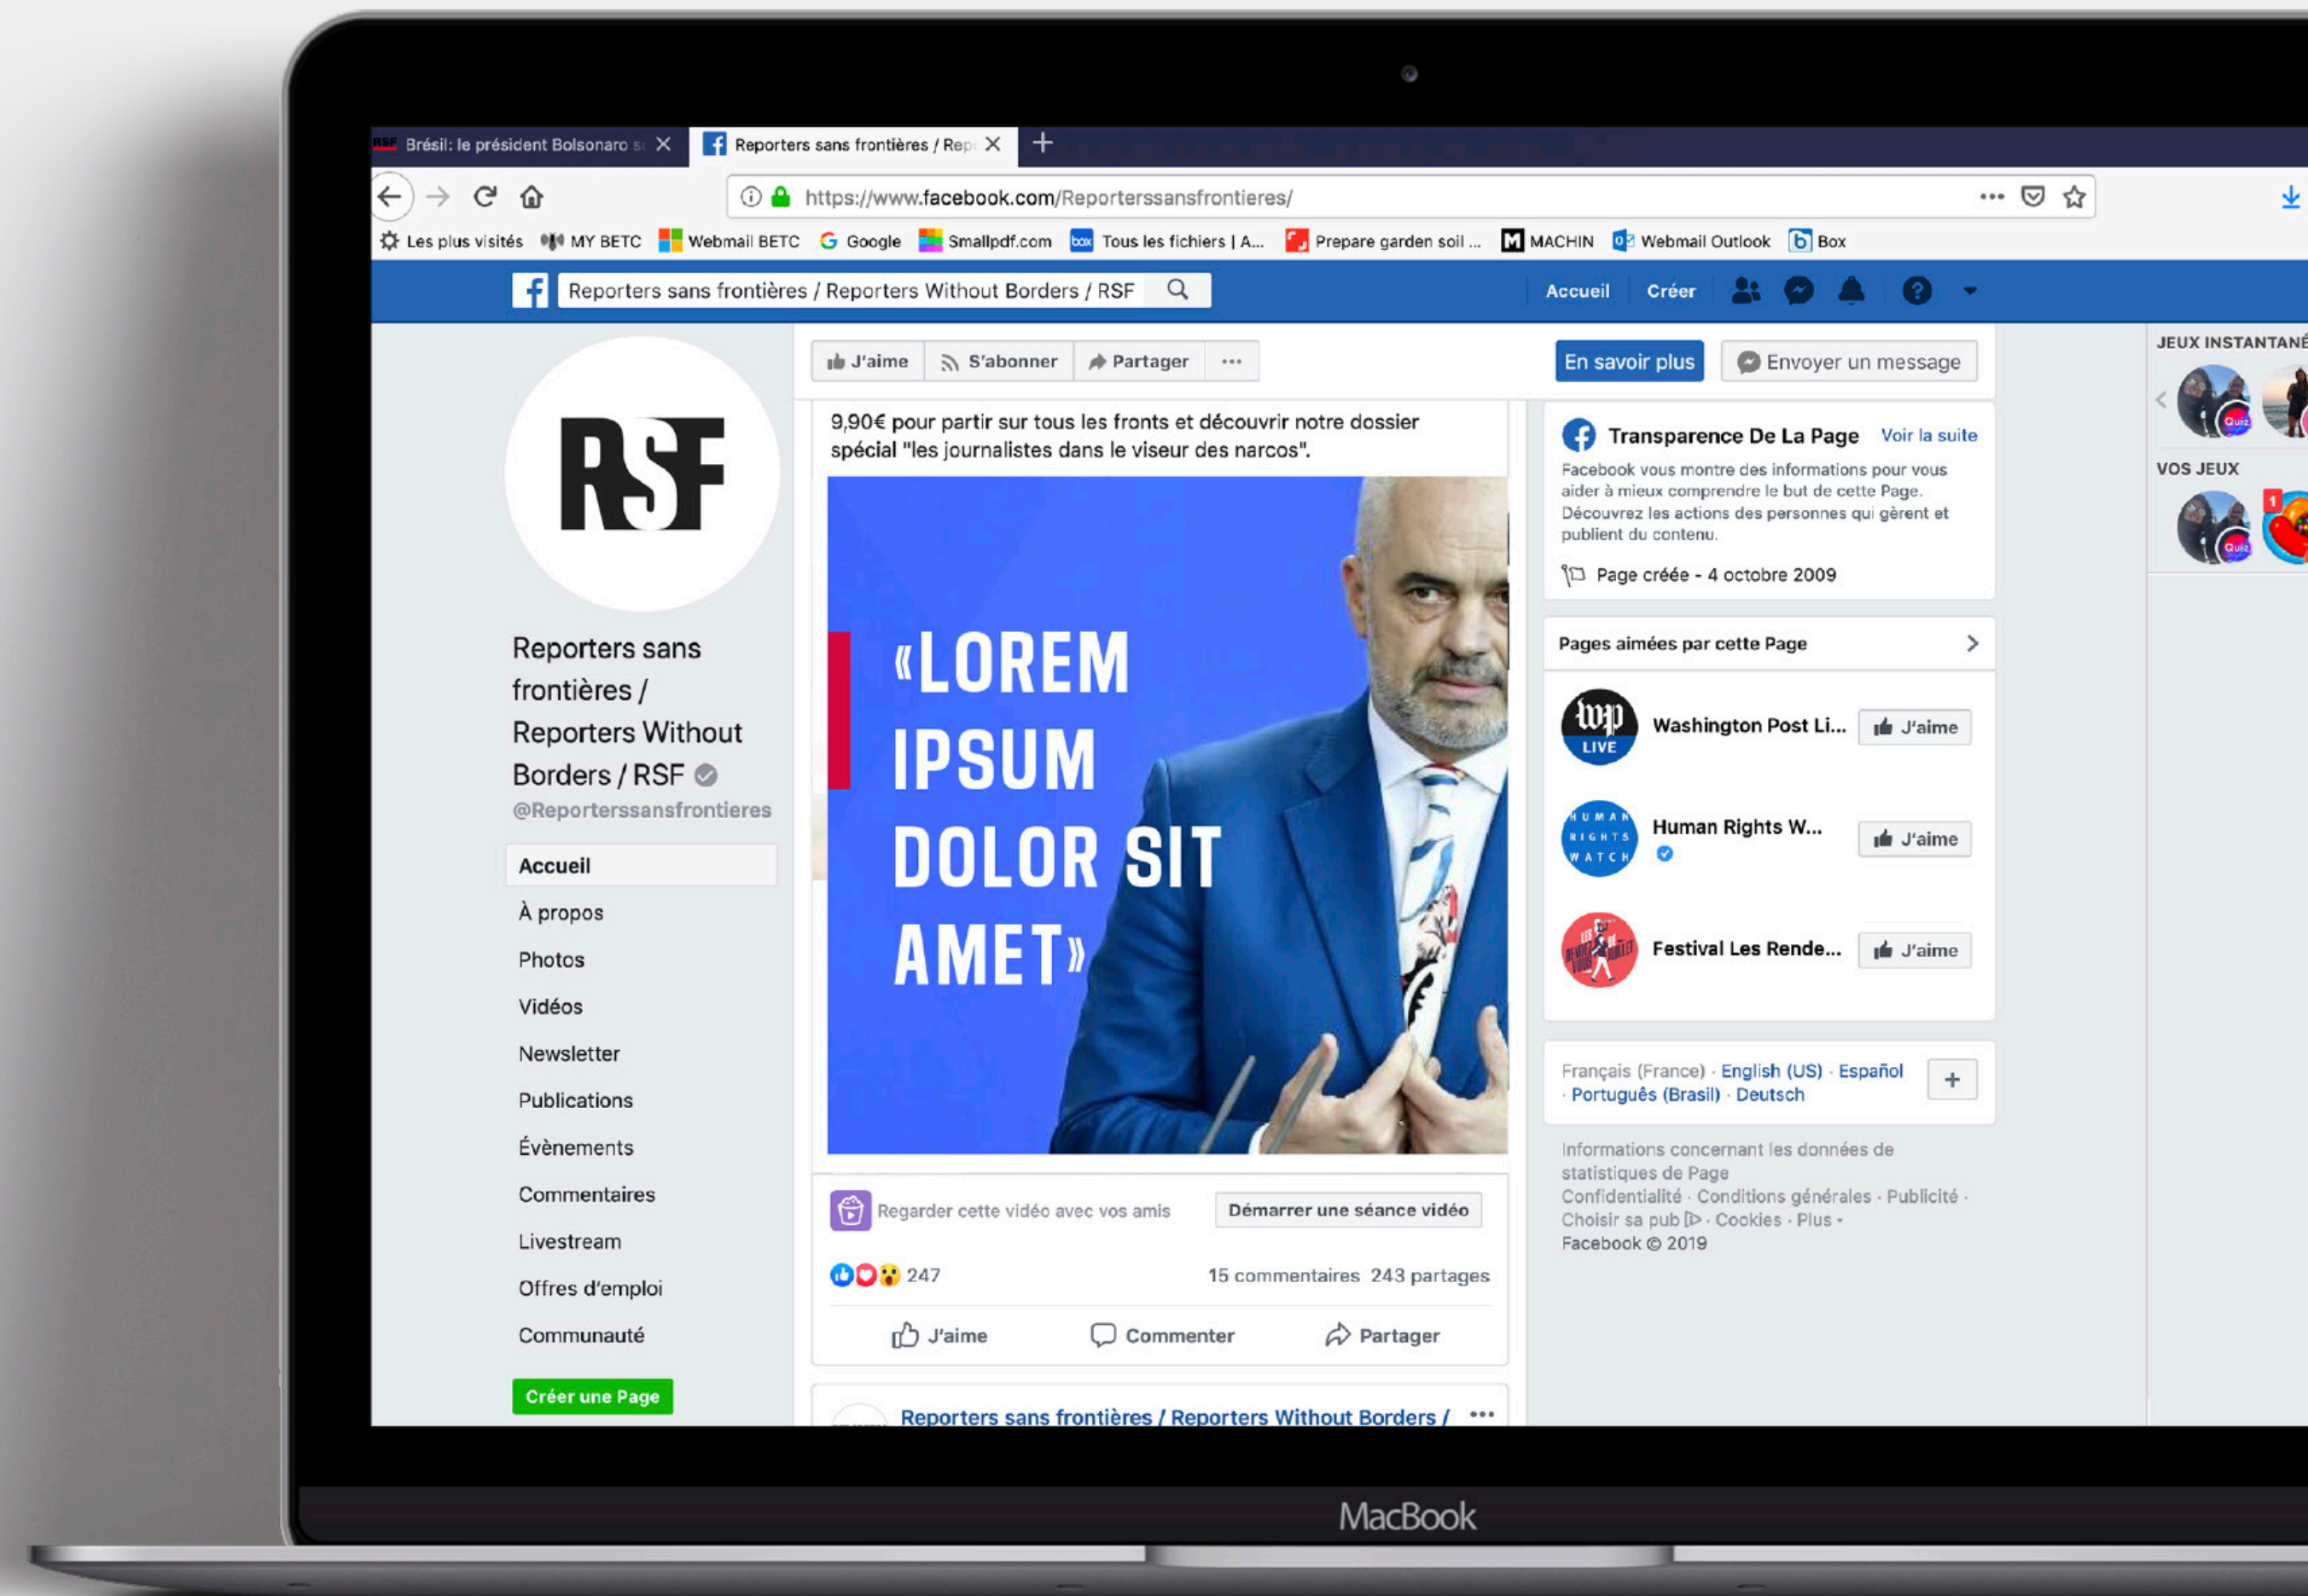 RSF Brésil: le président Bolsonaro s
Reporters sans frontières / Rep
https://www.facebook.com/Reporterssansfrontieres/
Les plus visités MY BETC Webmail BETC Google Smallpdf.com box Tous les fichiers | A... Prepare garden soil ... M MACHIN Webmail Outlook b Box
Reporters sans frontières / Reporters Without Borders / RSF
Accueil Créer
RSF
Reporters sans
frontières /
Reporters Without
Borders / RSF
@Reporterssansfrontieres
Accueil
À propos
Photos
Vidéos
Newsletter
Publications
Évènements
Commentaires
Livestream
Offres d'emploi
Communauté
Créer une Page
J'aime S'abonner Partager ...
En savoir plus Envoyer un message
9,90€ pour partir sur tous les fronts et découvrir notre dossier
spécial "les journalistes dans le viseur des narcos".
«LOREM
IPSUM
DOLOR SIT
AMET»
Regarder cette vidéo avec vos amis Démarrer une séance vidéo
247 15 commentaires 243 partages
J'aime Commenter Partager
Reporters sans frontières / Reporters Without Borders / ...
Transparence De La Page Voir la suite
Facebook vous montre des informations pour vous
aider à mieux comprendre le but de cette Page.
Découvrez les actions des personnes qui gèrent et
publient du contenu.
Page créée - 4 octobre 2009
Pages aimées par cette Page
wp
LIVE
Washington Post Li... J'aime
HUMAN
RIGHTS
WATCH
Human Rights W... J'aime
Festival Les Rende... J'aime
Français (France) · English (US) · Español
· Português (Brasil) · Deutsch
Informations concernant les données de
statistiques de Page
Confidentialité · Conditions générales · Publicité ·
Choisir sa pub · Cookies · Plus
Facebook © 2019
JEUX INSTANTANÉ
Quiz
VOS JEUX
Quiz
1
MacBook